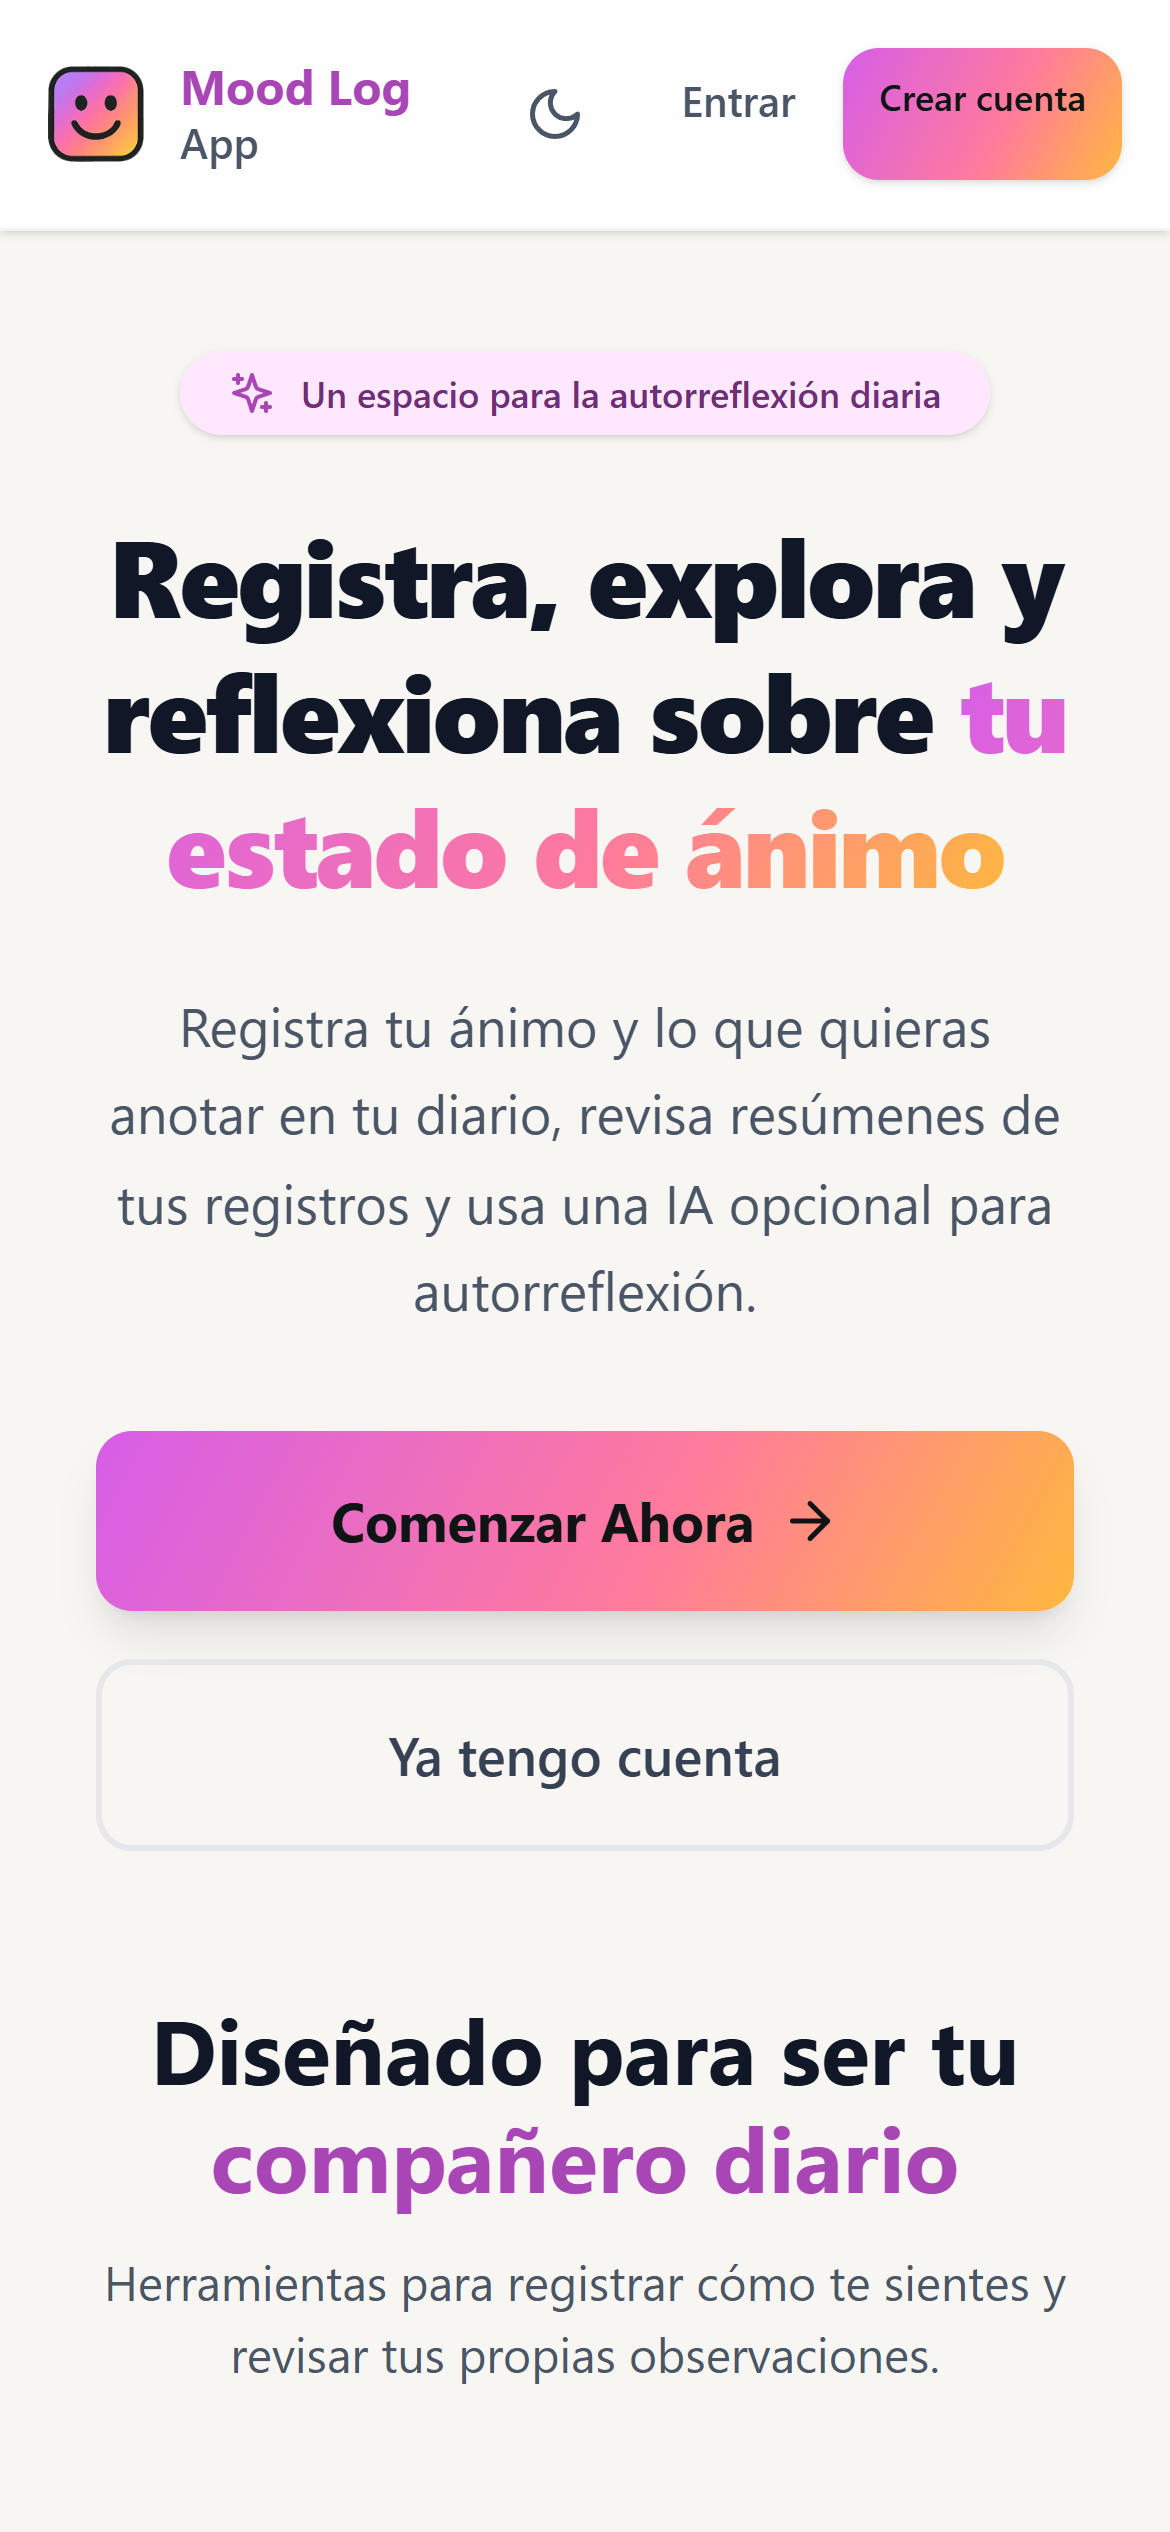 Mood Log
App
Entrar
Crear cuenta
Un espacio para la autorreflexión diaria
Registra, explora y
reflexiona sobre tu
estado de ánimo
Registra tu ánimo y lo que quieras
anotar en tu diario, revisa resúmenes de
tus registros y usa una IA opcional para
autorreflexión.
Comenzar Ahora
Ya tengo cuenta
Diseñado para ser tu
compañero diario
Herramientas para registrar cómo te sientes y
revisar tus propias observaciones.